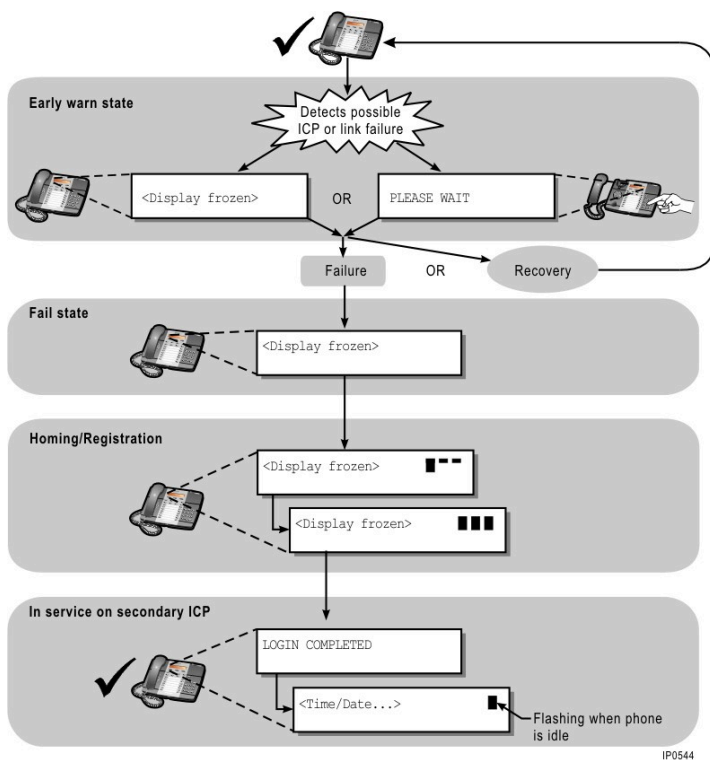 Early warn state
Detects possible
ICP or link failure
<Display frozen>
OR
PLEASE WAIT
Failure
OR
Recovery
Fail state
<Display frozen>
Homing/Registration
<Display frozen>
<Display frozen>
In service on secondary ICP
LOGIN COMPLETED
<Time/Date...>
Flashing when phone
is idle
IP0544